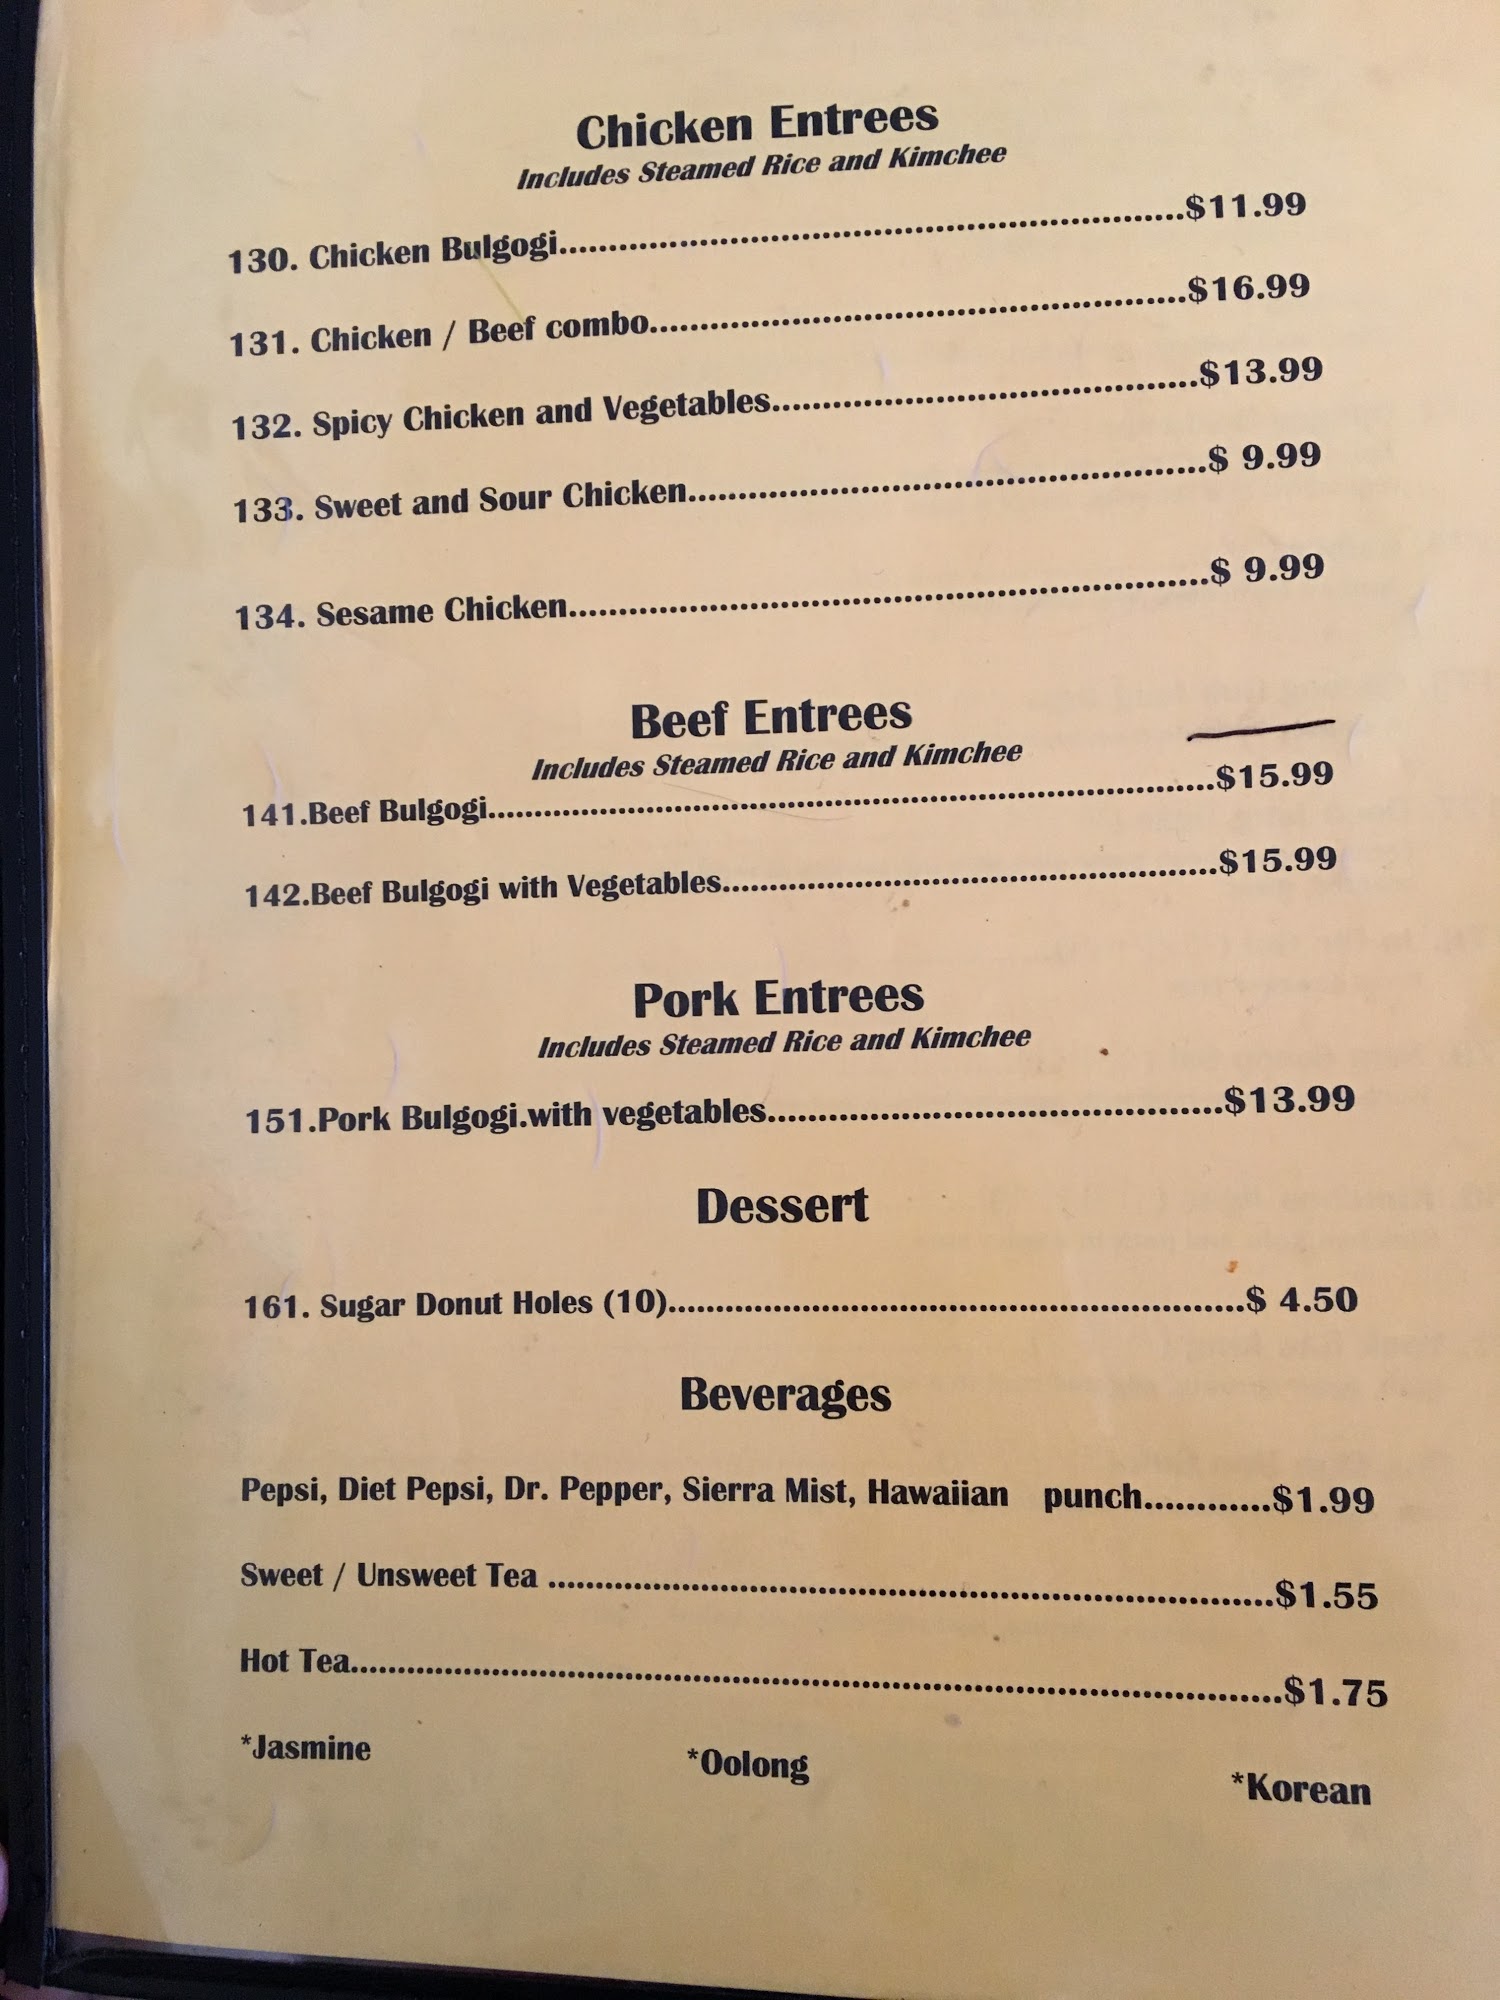 Chicken Entrees
Includes Steamed Rice and Kimchee
130. Chicken Bulgogi..............................................................$11.99
131. Chicken / Beef combo.....................................................$16.99
132. Spicy Chicken and Vegetables..........................................$13.99
133. Sweet and Sour Chicken...................................................$ 9.99
134. Sesame Chicken...............................................................$ 9.99
Beef Entrees
Includes Steamed Rice and Kimchee
141.Beef Bulgogi........................................................................$15.99
142.Beef Bulgogi with Vegetables.................................................$15.99
Pork Entrees
Includes Steamed Rice and Kimchee
151.Pork Bulgogi.with vegetables.............................................$13.99
Dessert
161. Sugar Donut Holes (10).........................................................$ 4.50
Beverages
Pepsi, Diet Pepsi, Dr. Pepper, Sierra Mist, Hawaiian punch............$1.99
Sweet / Unsweet Tea .......................................................................$1.55
Hot Tea............................................................................................$1.75
*Jasmine *Oolong *Korean